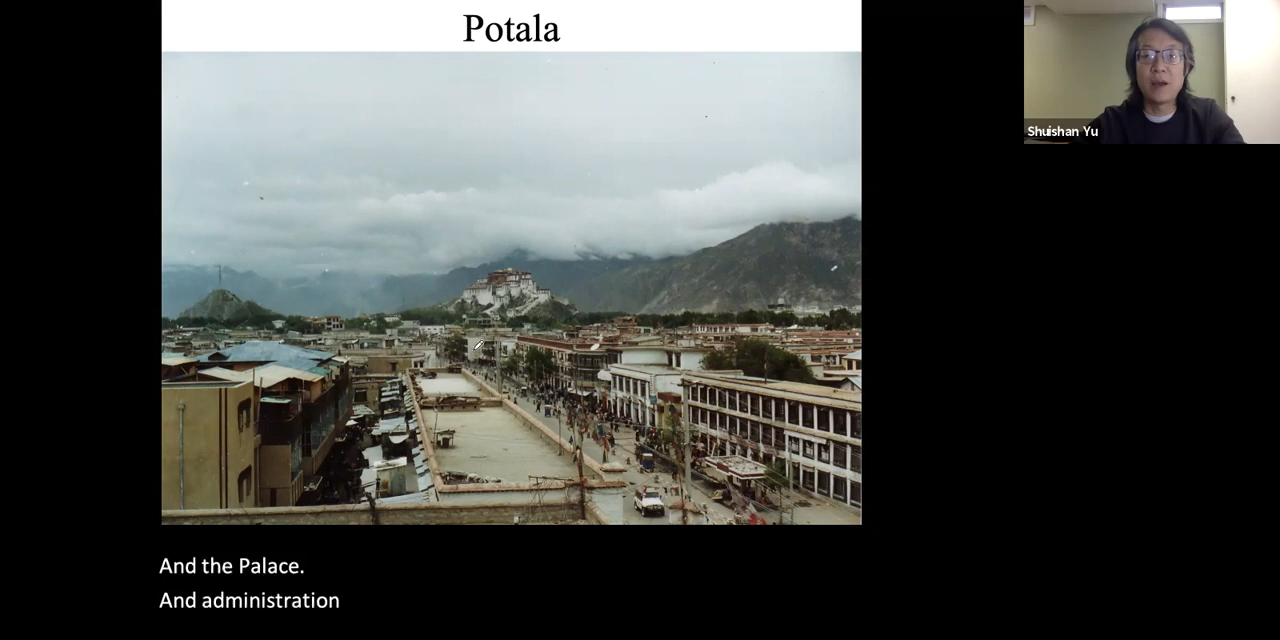 Potala
Shuishan Yu
And the Palace.
And administration